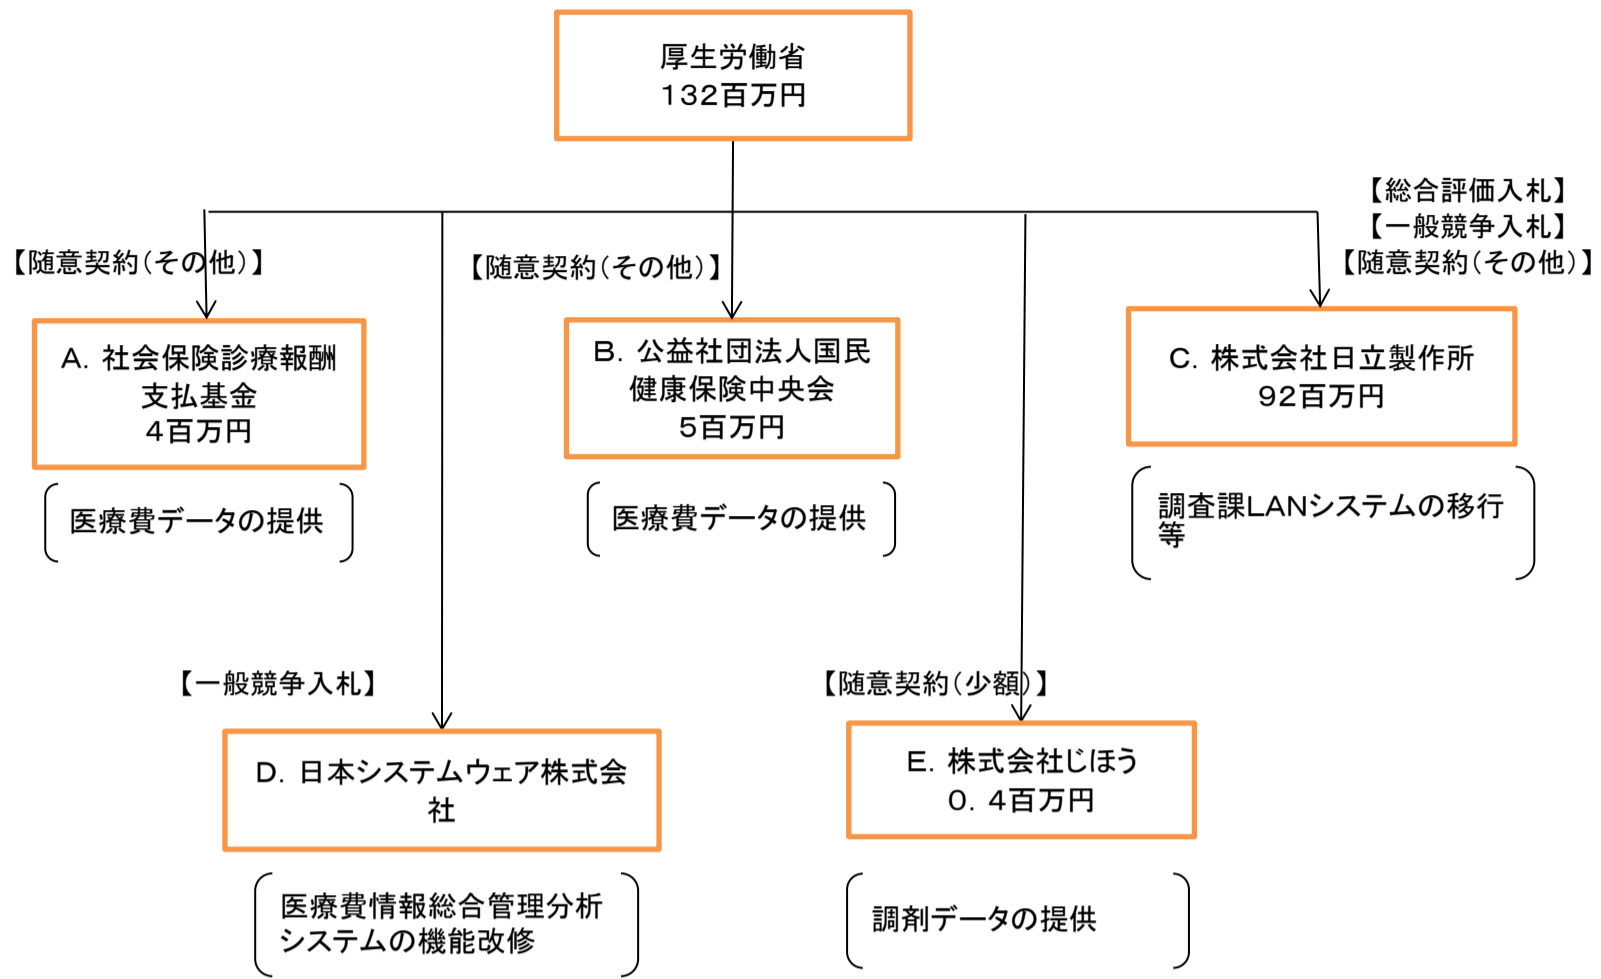 厚生労働省
132百万円
【総合評価入札】
【一般競争入札】
【随意契約(その他)】
【随意契約(その他)】
【随意契約(その他)】
A. 社会保険診療報酬
支払基金
4百万円
医療費データの提供
B. 公益社団法人国民
健康保険中央会
5百万円
医療費データの提供
C. 株式会社日立製作所
92百万円
調査課LANシステムの移行
等
【一般競争入札】
D. 日本システムウェア株式会
社
医療費情報総合管理分析
システムの機能改修
【随意契約(少額)】
E. 株式会社じほう
0. 4百万円
調剤データの提供